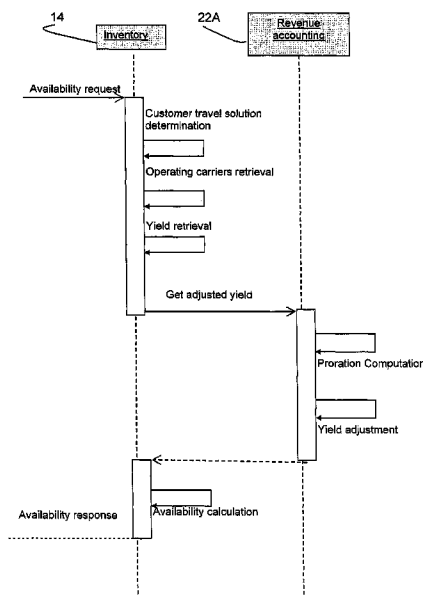 14
22A
Inventory
Revenue
accounting
Availability request
Customer travel solution
determination
Operating carriers retrieval
Yield retrieval
Get adjusted yield
Proration Computation
Yield adjustment
Availability response
Availability calculation